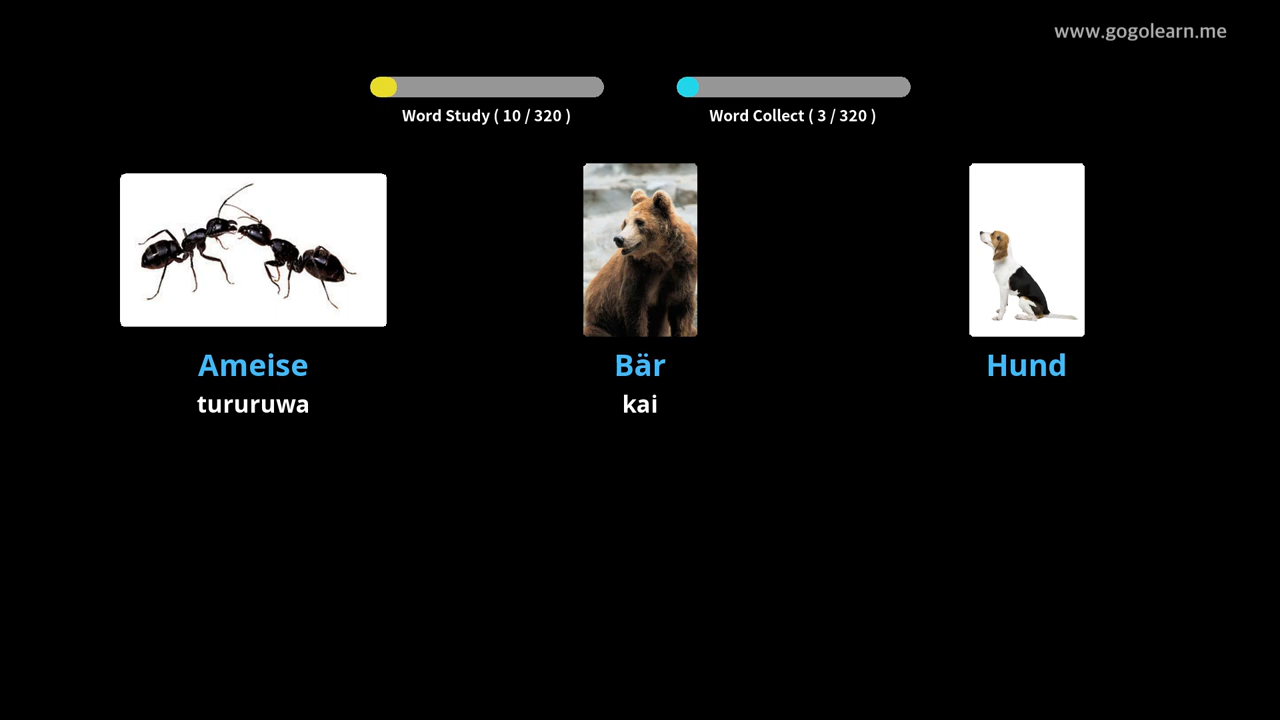 www.gogolearn.me
Word Study ( 10 / 320 )
Word Collect ( 3 / 320 )
Ameise
tururuwa
Bär
kai
Hund